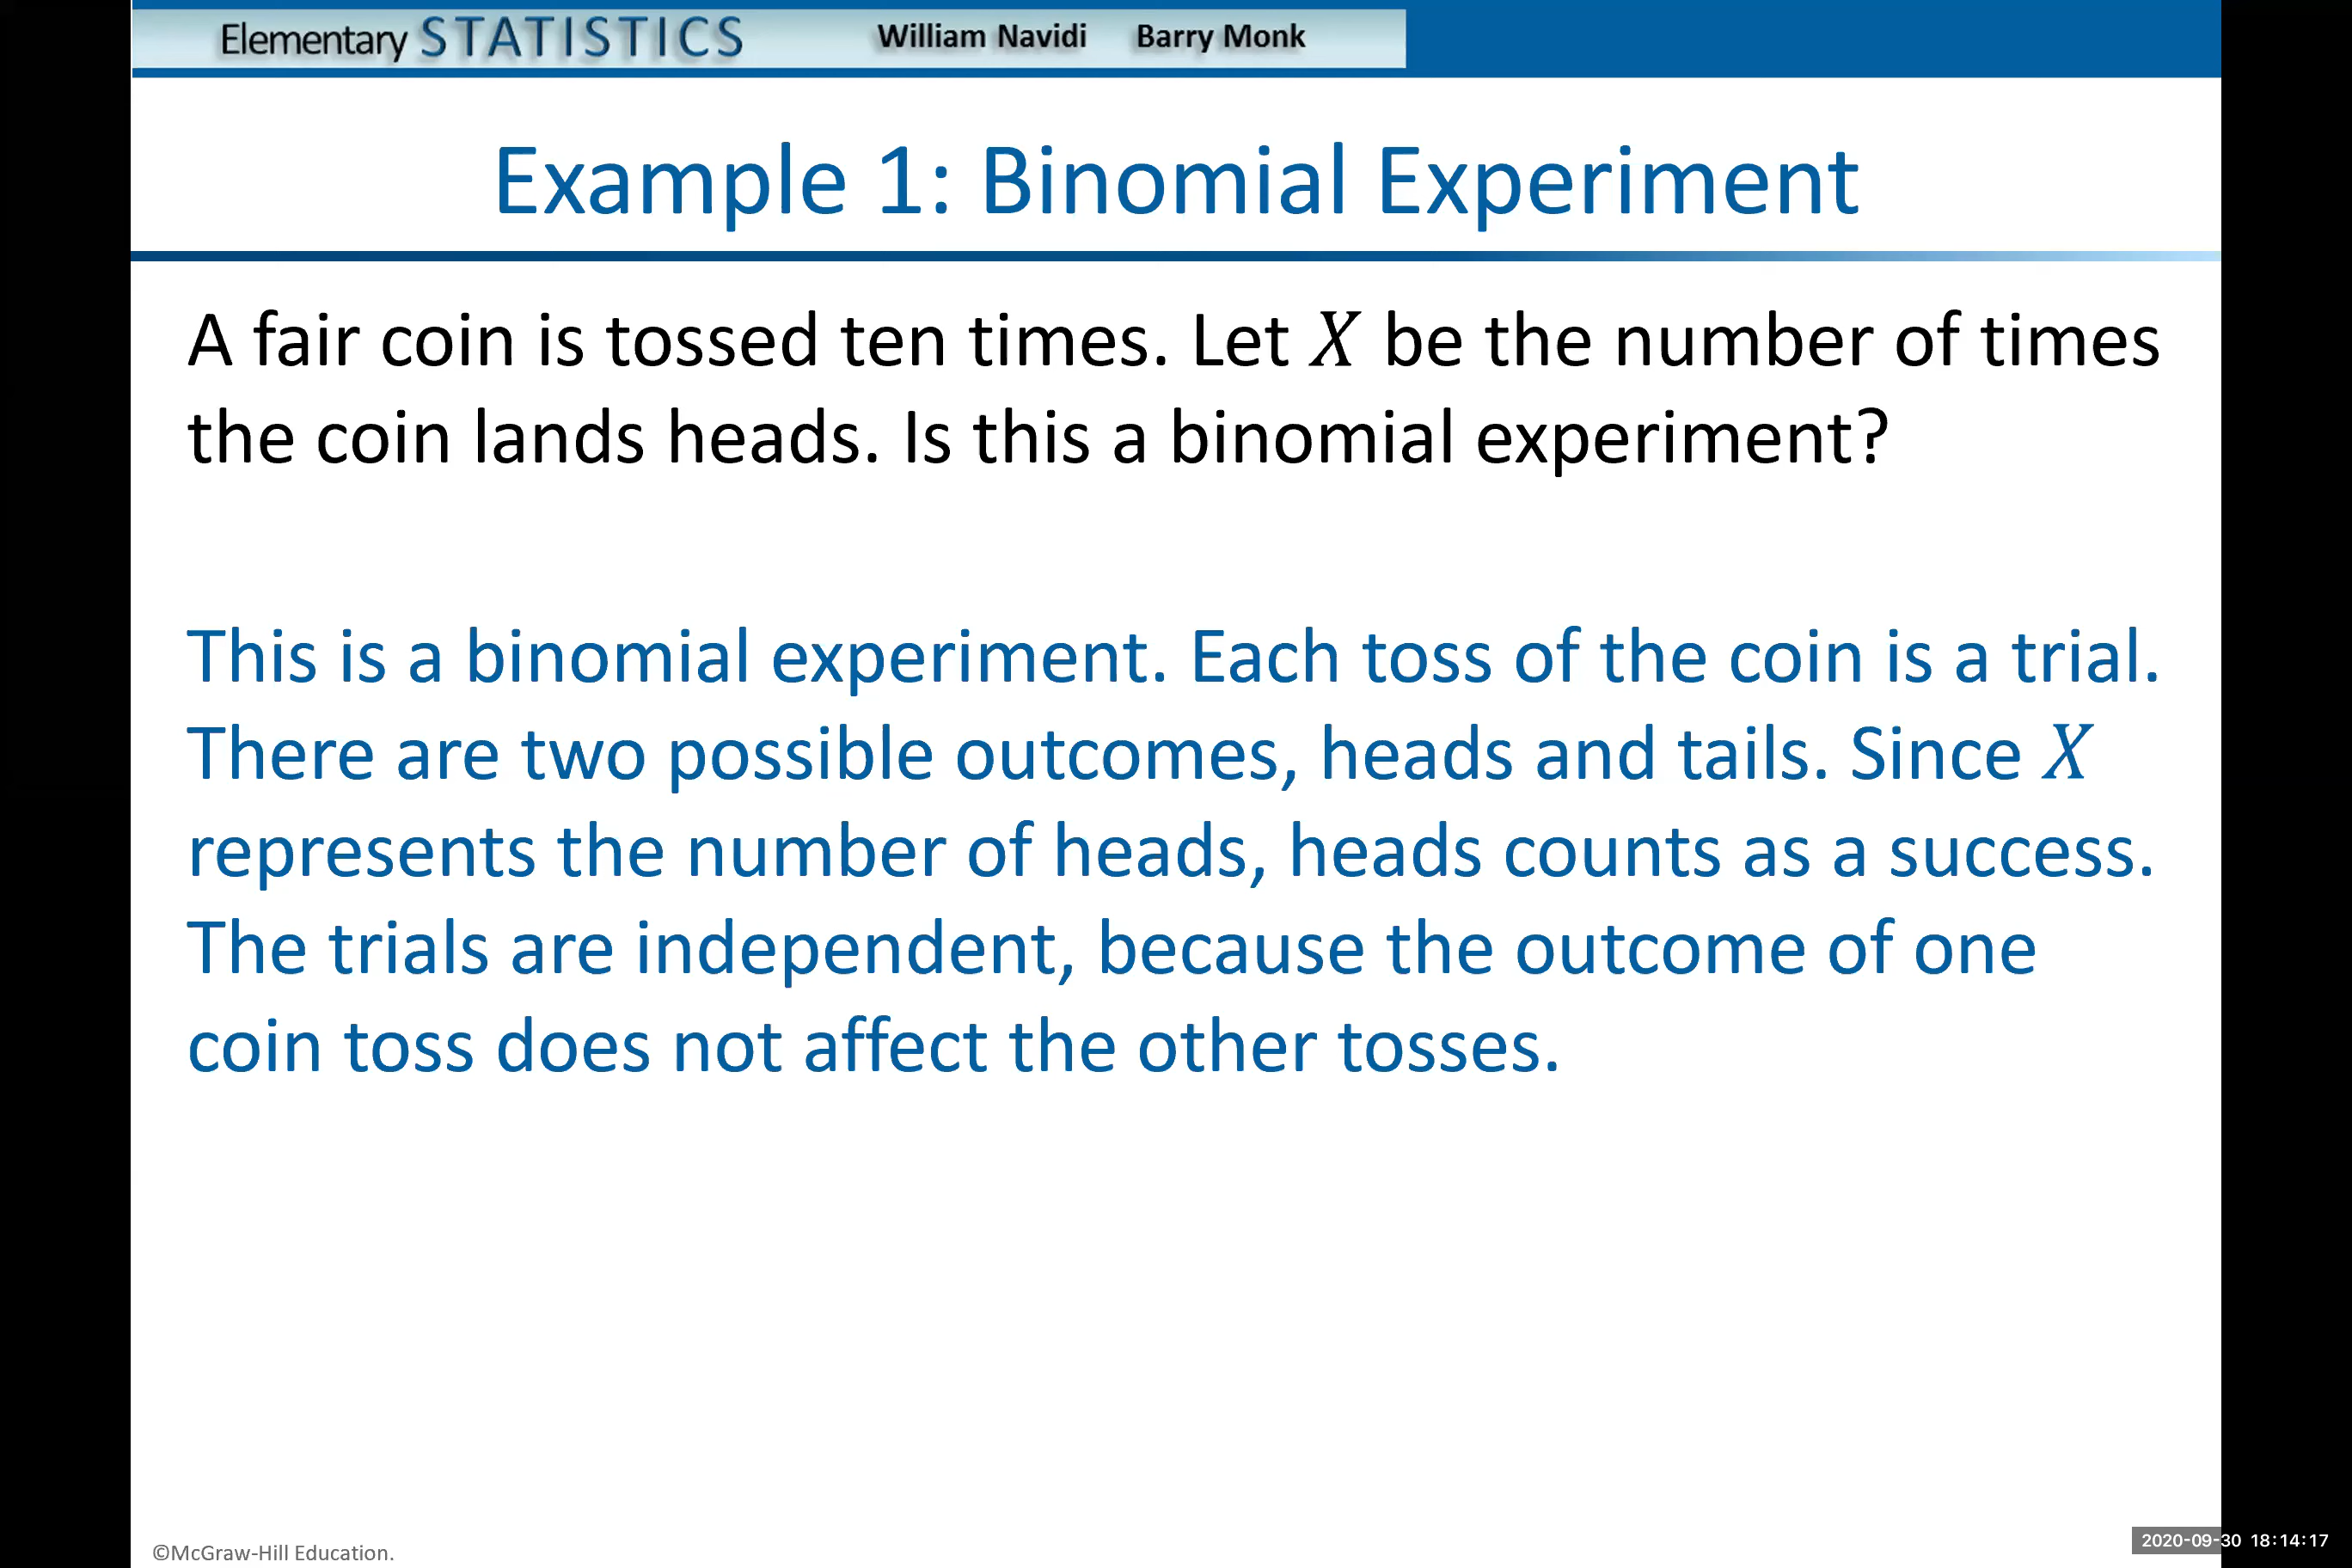 Elementary STATISTICS William Navidi Barry Monk
Example 1: Binomial Experiment
A fair coin is tossed ten times. Let X be the number of times
the coin lands heads. Is this a binomial experiment?
This is a binomial experiment. Each toss of the coin is a trial.
There are two possible outcomes, heads and tails. Since X
represents the number of heads, heads counts as a success.
The trials are independent, because the outcome of one
coin toss does not affect the other tosses.
©McGraw-Hill Education.
2020-09-30 18:14:17